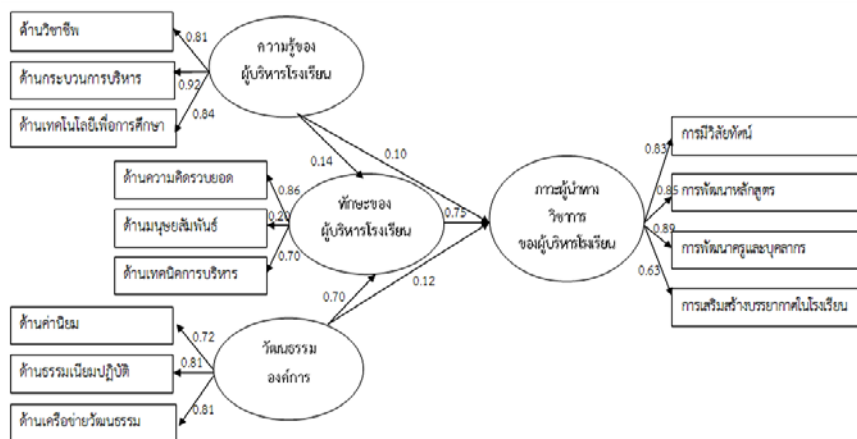 ด้านวิชาชีพ
0.81
ด้านกระบวนการบริหาร
0.92
ด้านเทคโนโลยีเพื่อการศึกษา
0.84
ความรู้ของ
ผู้บริหารโรงเรียน
0.14
0.10
ด้านความคิดรวบยอด
0.86
ด้านมนุษยสัมพันธ์
0.20
ด้านเทคนิคการบริหาร
0.70
ทักษะของ
ผู้บริหารโรงเรียน
0.75
0.70
0.12
ด้านค่านิยม
0.72
ด้านธรรมเนียมปฏิบัติ
0.81
ด้านเครือข่ายวัฒนธรรม
0.81
วัฒนธรรม
องค์การ
ภาวะผู้นำทาง
วิชาการ
ของผู้บริหารโรงเรียน
0.83
การมีวิสัยทัศน์
0.85
การพัฒนาหลักสูตร
0.89
การพัฒนาครูและบุคลากร
0.63
การเสริมสร้างบรรยากาศในโรงเรียน